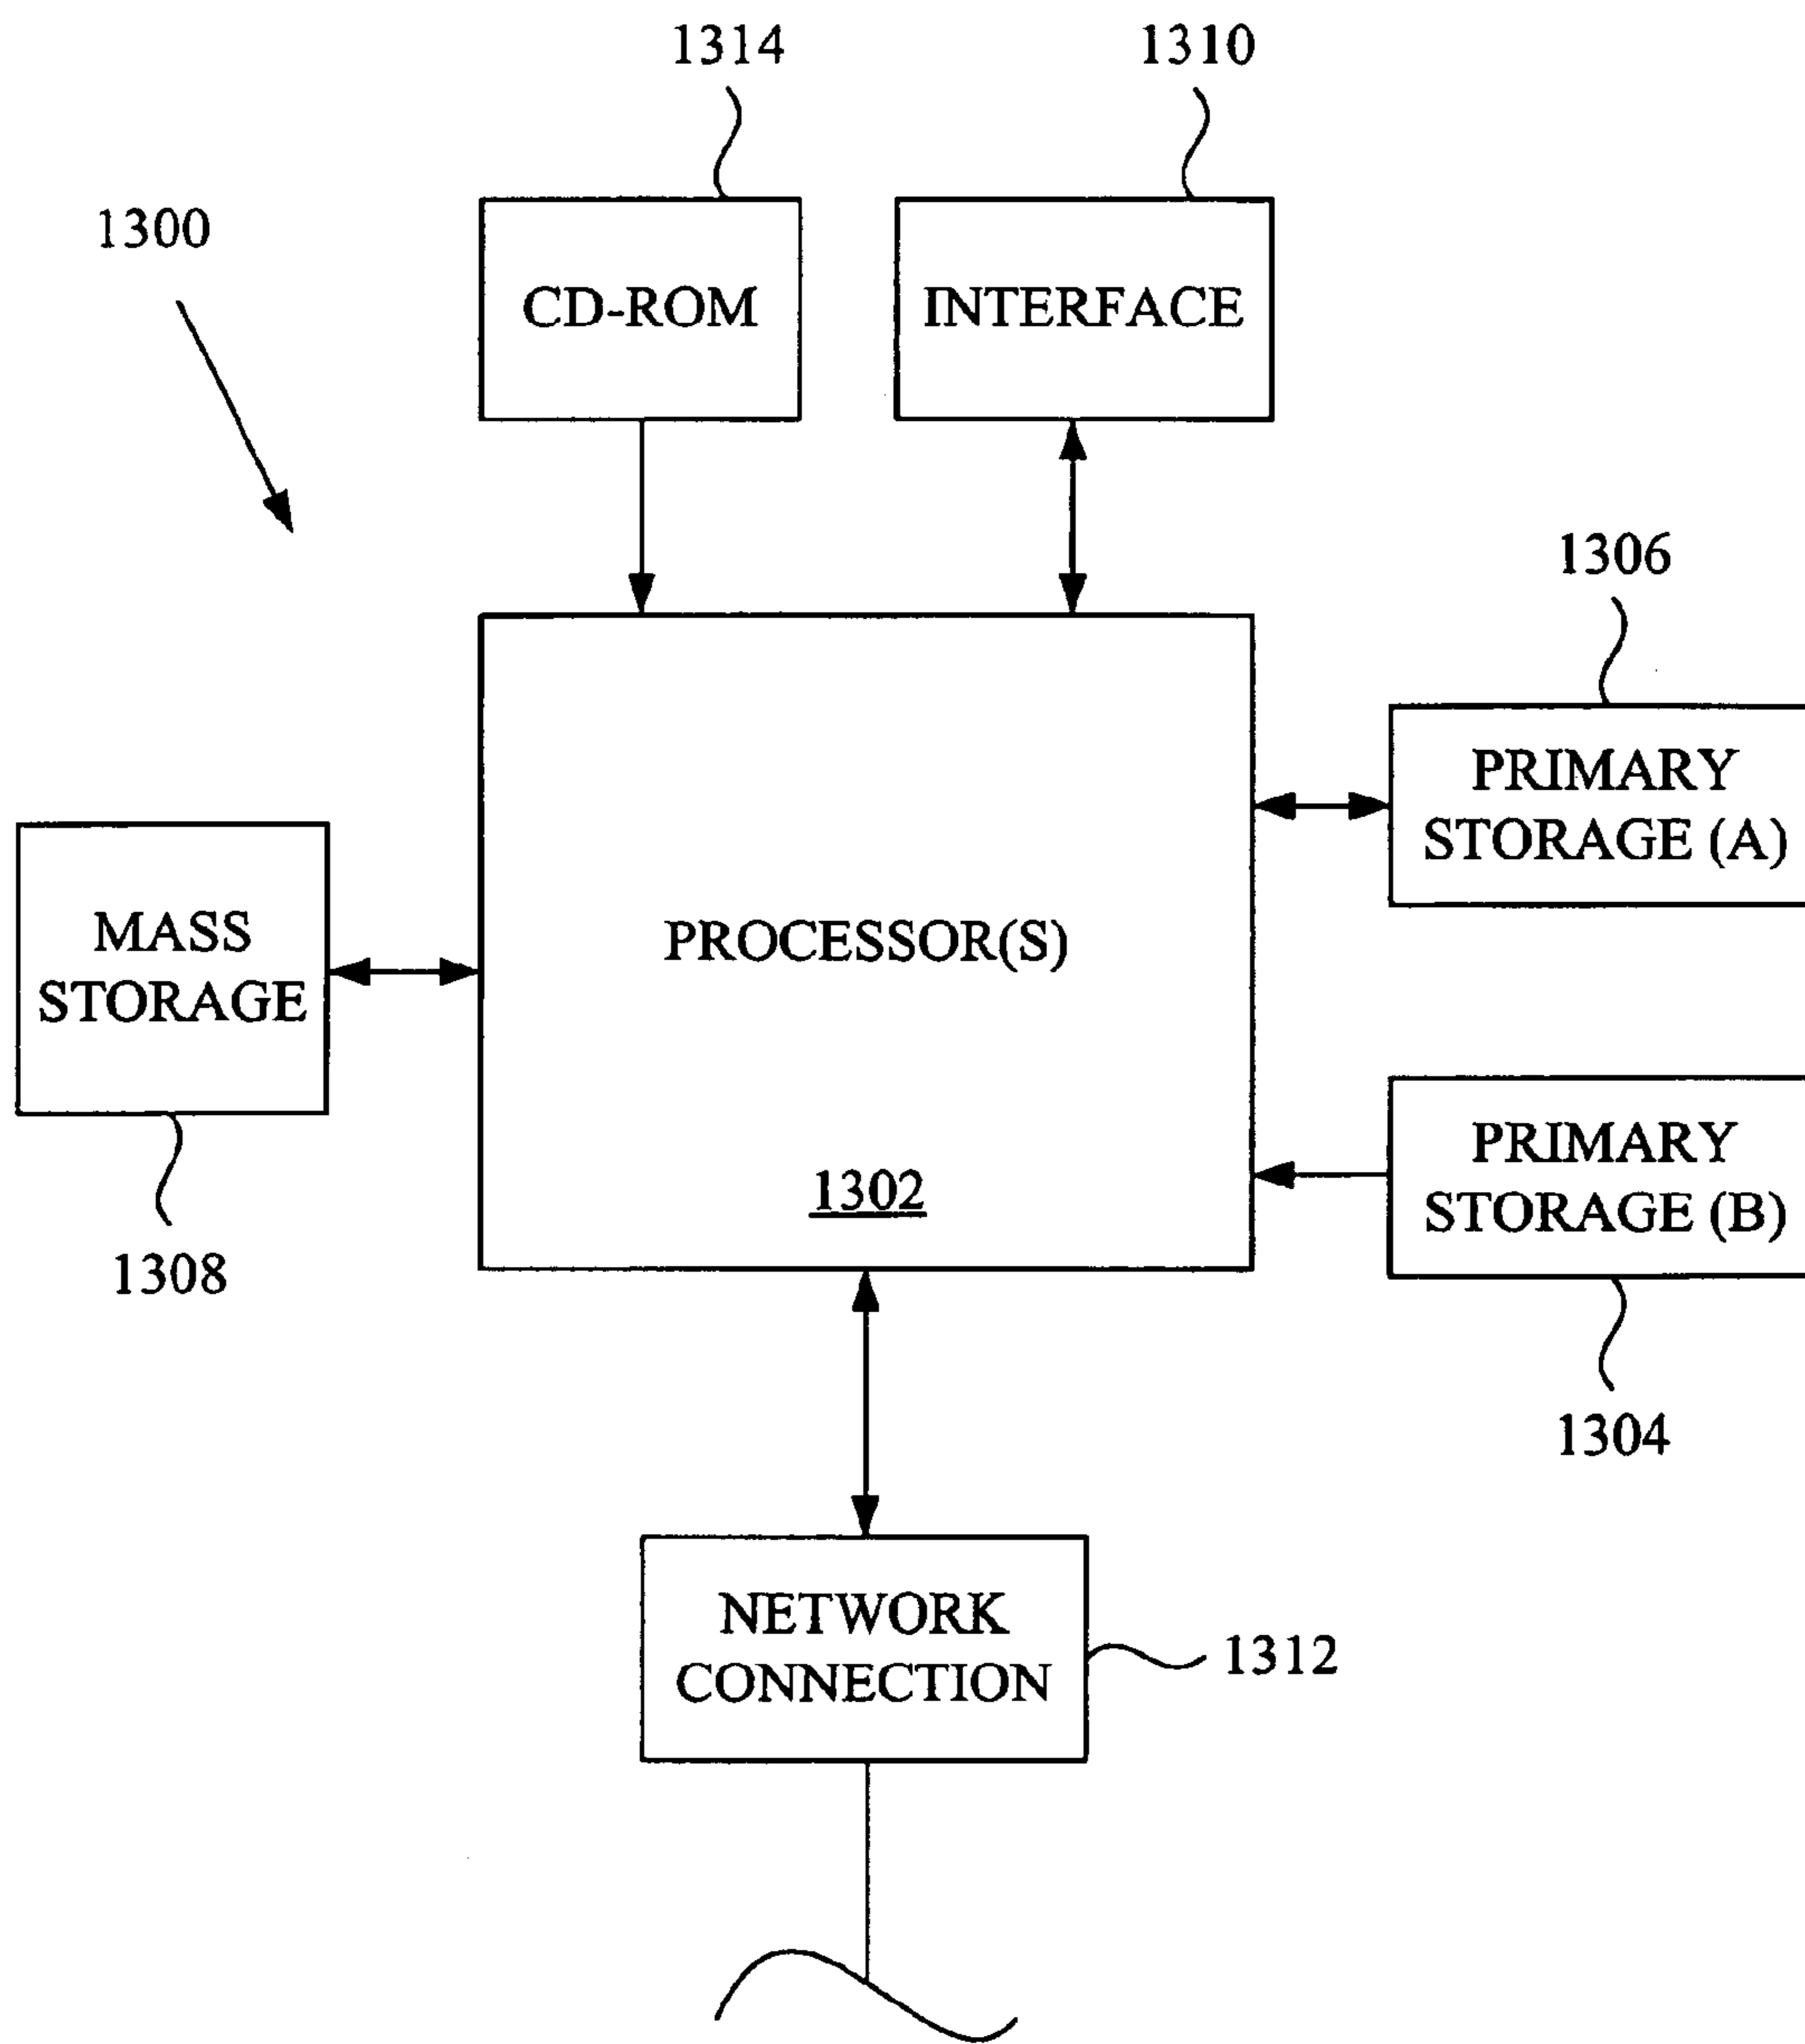 1314
1310
1300
CD-ROM
INTERFACE
1306
PRIMARY
STORAGE (A)
MASS
STORAGE
PROCESSOR(S)
PRIMARY
STORAGE (B)
1302
1308
1304
NETWORK
CONNECTION
1312